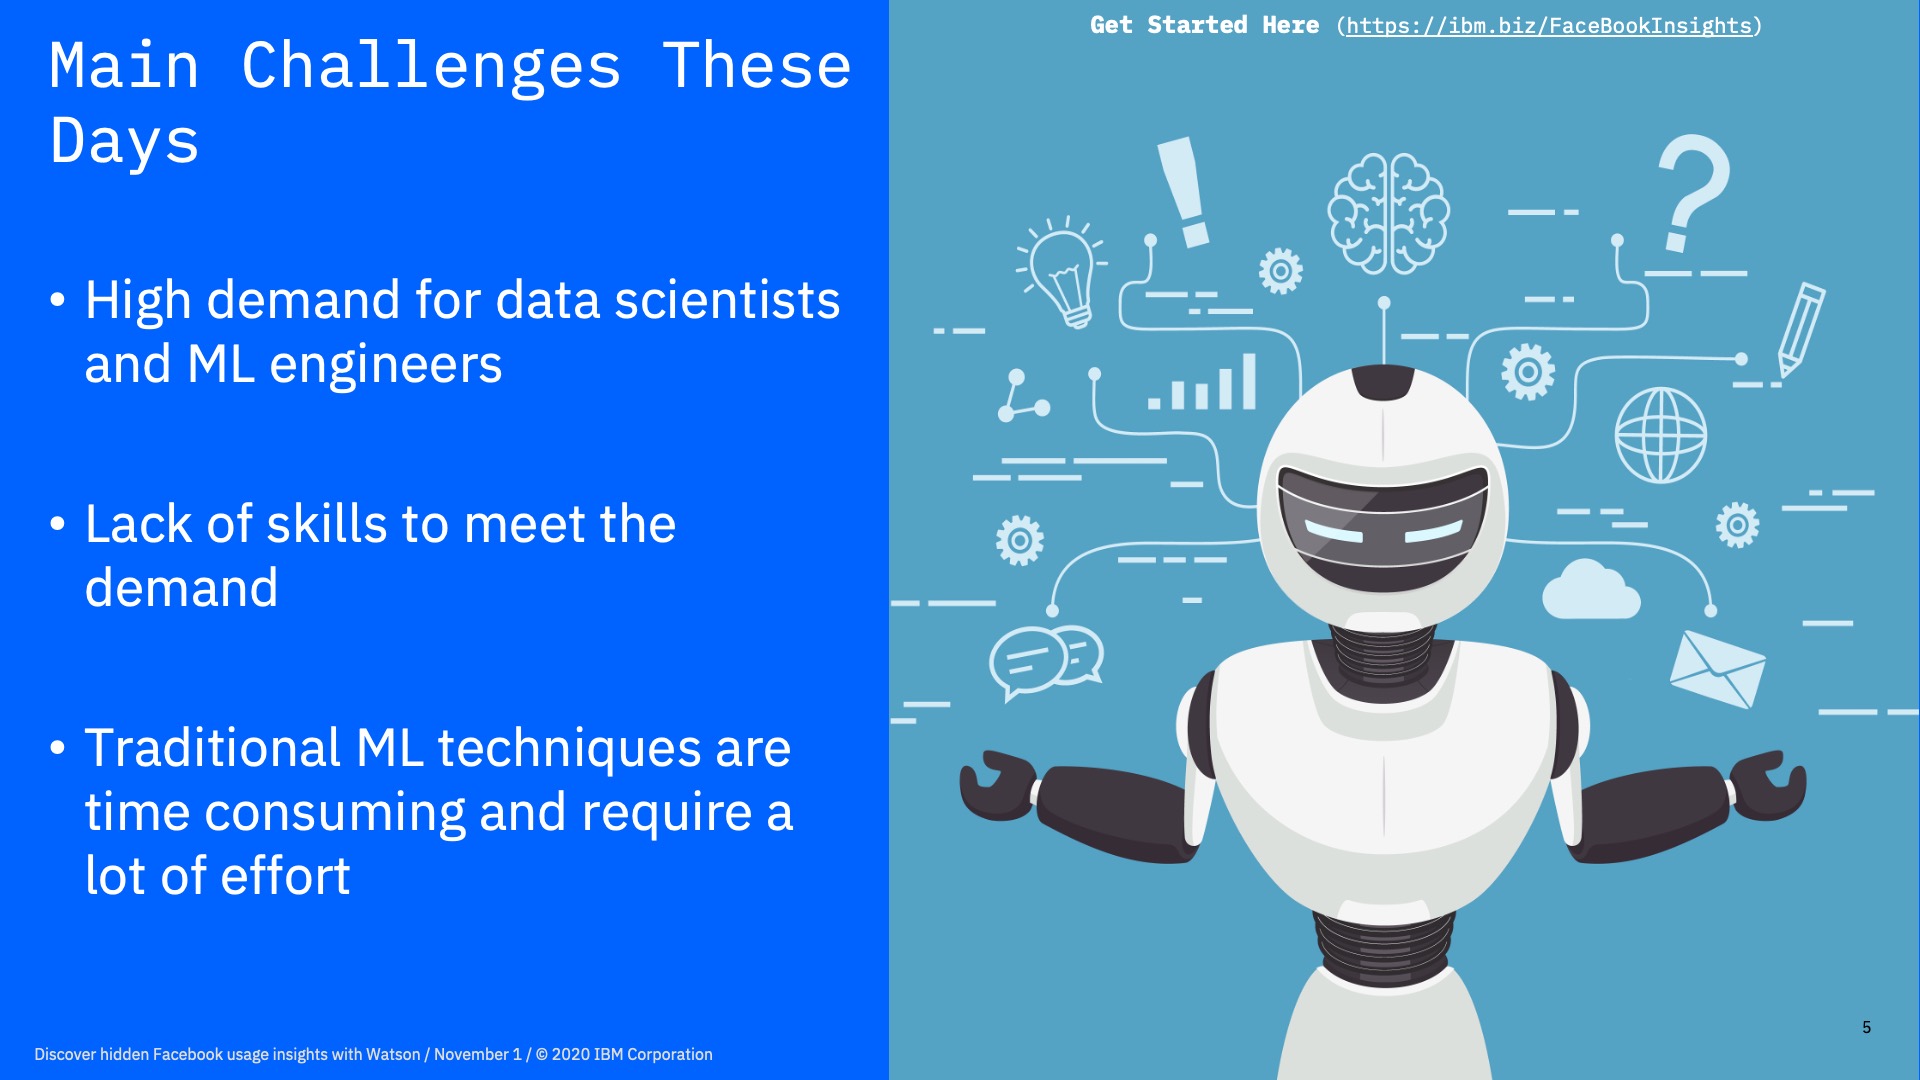 Get Started Here (https://ibm.biz/FaceBookInsights)
Main Challenges These
Days
• High demand for data scientists
and ML engineers
• Lack of skills to meet the
demand
• Traditional ML techniques are
time consuming and require a
lot of effort
! ?
5
Discover hidden Facebook usage insights with Watson / November 1 / © 2020 IBM Corporation